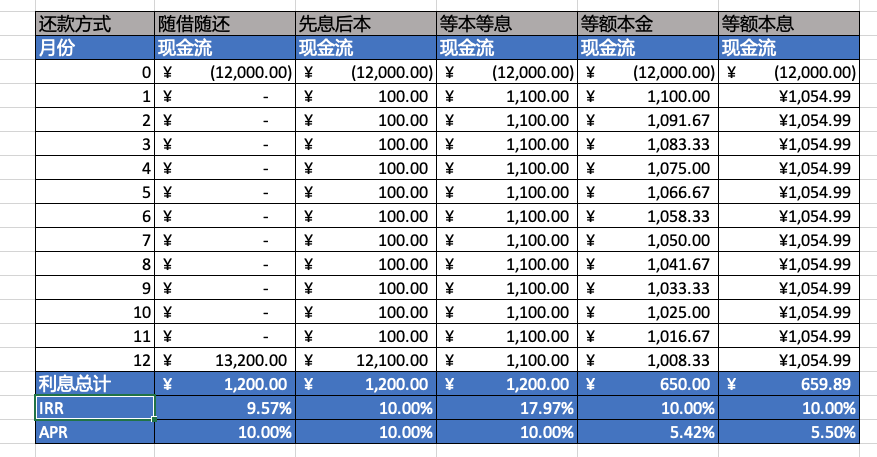 还款方式 随借随还 先息后本 等本等息 等额本金 等额本息
月份 现金流 现金流 现金流 现金流 现金流
0 ¥ (12,000.00) ¥ (12,000.00) ¥ (12,000.00) ¥ (12,000.00) ¥ (12,000.00)
1 ¥ - ¥ 100.00 ¥ 1,100.00 ¥ 1,100.00 ¥1,054.99
2 ¥ - ¥ 100.00 ¥ 1,100.00 ¥ 1,091.67 ¥1,054.99
3 ¥ - ¥ 100.00 ¥ 1,100.00 ¥ 1,083.33 ¥1,054.99
4 ¥ - ¥ 100.00 ¥ 1,100.00 ¥ 1,075.00 ¥1,054.99
5 ¥ - ¥ 100.00 ¥ 1,100.00 ¥ 1,066.67 ¥1,054.99
6 ¥ - ¥ 100.00 ¥ 1,100.00 ¥ 1,058.33 ¥1,054.99
7 ¥ - ¥ 100.00 ¥ 1,100.00 ¥ 1,050.00 ¥1,054.99
8 ¥ - ¥ 100.00 ¥ 1,100.00 ¥ 1,041.67 ¥1,054.99
9 ¥ - ¥ 100.00 ¥ 1,100.00 ¥ 1,033.33 ¥1,054.99
10 ¥ - ¥ 100.00 ¥ 1,100.00 ¥ 1,025.00 ¥1,054.99
11 ¥ - ¥ 100.00 ¥ 1,100.00 ¥ 1,016.67 ¥1,054.99
12 ¥ 13,200.00 ¥ 12,100.00 ¥ 1,100.00 ¥ 1,008.33 ¥1,054.99
利息总计 ¥ 1,200.00 ¥ 1,200.00 ¥ 1,200.00 ¥ 650.00 ¥ 659.89
IRR 9.57% 10.00% 17.97% 10.00% 10.00%
APR 10.00% 10.00% 10.00% 5.42% 5.50%